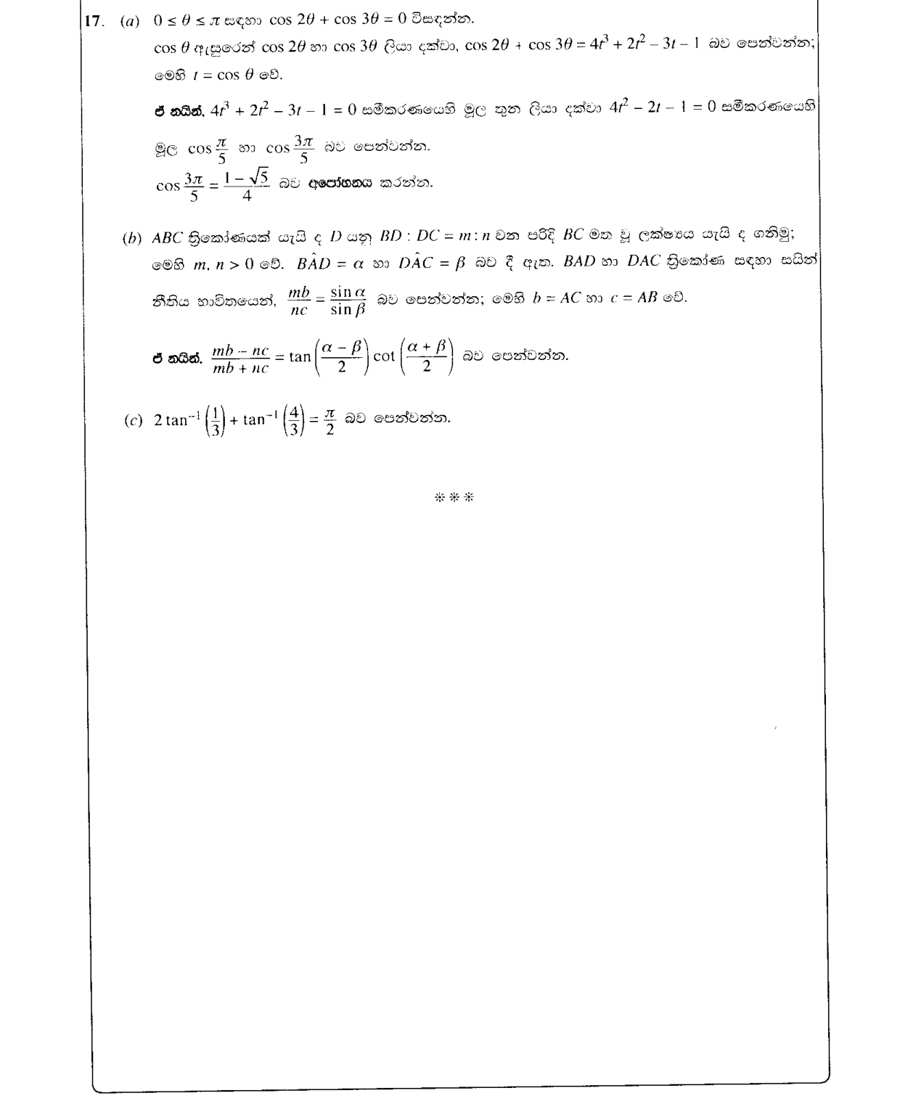 17. (a) 0 ≤ θ ≤ π සඳහා cos 2θ + cos 3θ = 0 විසඳන්න.
cos θ ඇසුරෙන් cos 2θ හා cos 3θ ලියා දක්වා, cos 2θ + cos 3θ = 4t³ + 2t² − 3t − 1 බව පෙන්වන්න;
මෙහි t = cos θ වේ.
ඒ නයින්, 4t³ + 2t² − 3t − 1 = 0 සමීකරණයෙහි මූල තුන ලියා දක්වා 4t² − 2t − 1 = 0 සමීකරණයෙහි
මූල cos π/5 හා cos 3π/5 බව පෙන්වන්න.
cos 3π/5 = (1 − √5)/4 බව අපෝහනය කරන්න.
(b) ABC ත්‍රිකෝණයක් යැයි ද D යනු BD : DC = m : n වන පරිදි BC මත වූ ලක්ෂ්‍යය යැයි ද ගනිමු;
මෙහි m, n > 0 වේ. BÂD = α හා DÂC = β බව දී ඇත. BAD හා DAC ත්‍රිකෝණ සඳහා සයින්
නීතිය භාවිතයෙන්, mb/nc = sin α/sin β බව පෙන්වන්න; මෙහි b = AC හා c = AB වේ.
ඒ නයින්, (mb − nc)/(mb + nc) = tan((α − β)/2) cot((α + β)/2) බව පෙන්වන්න.
(c) 2 tan⁻¹(1/3) + tan⁻¹(4/3) = π/2 බව පෙන්වන්න.
* * *